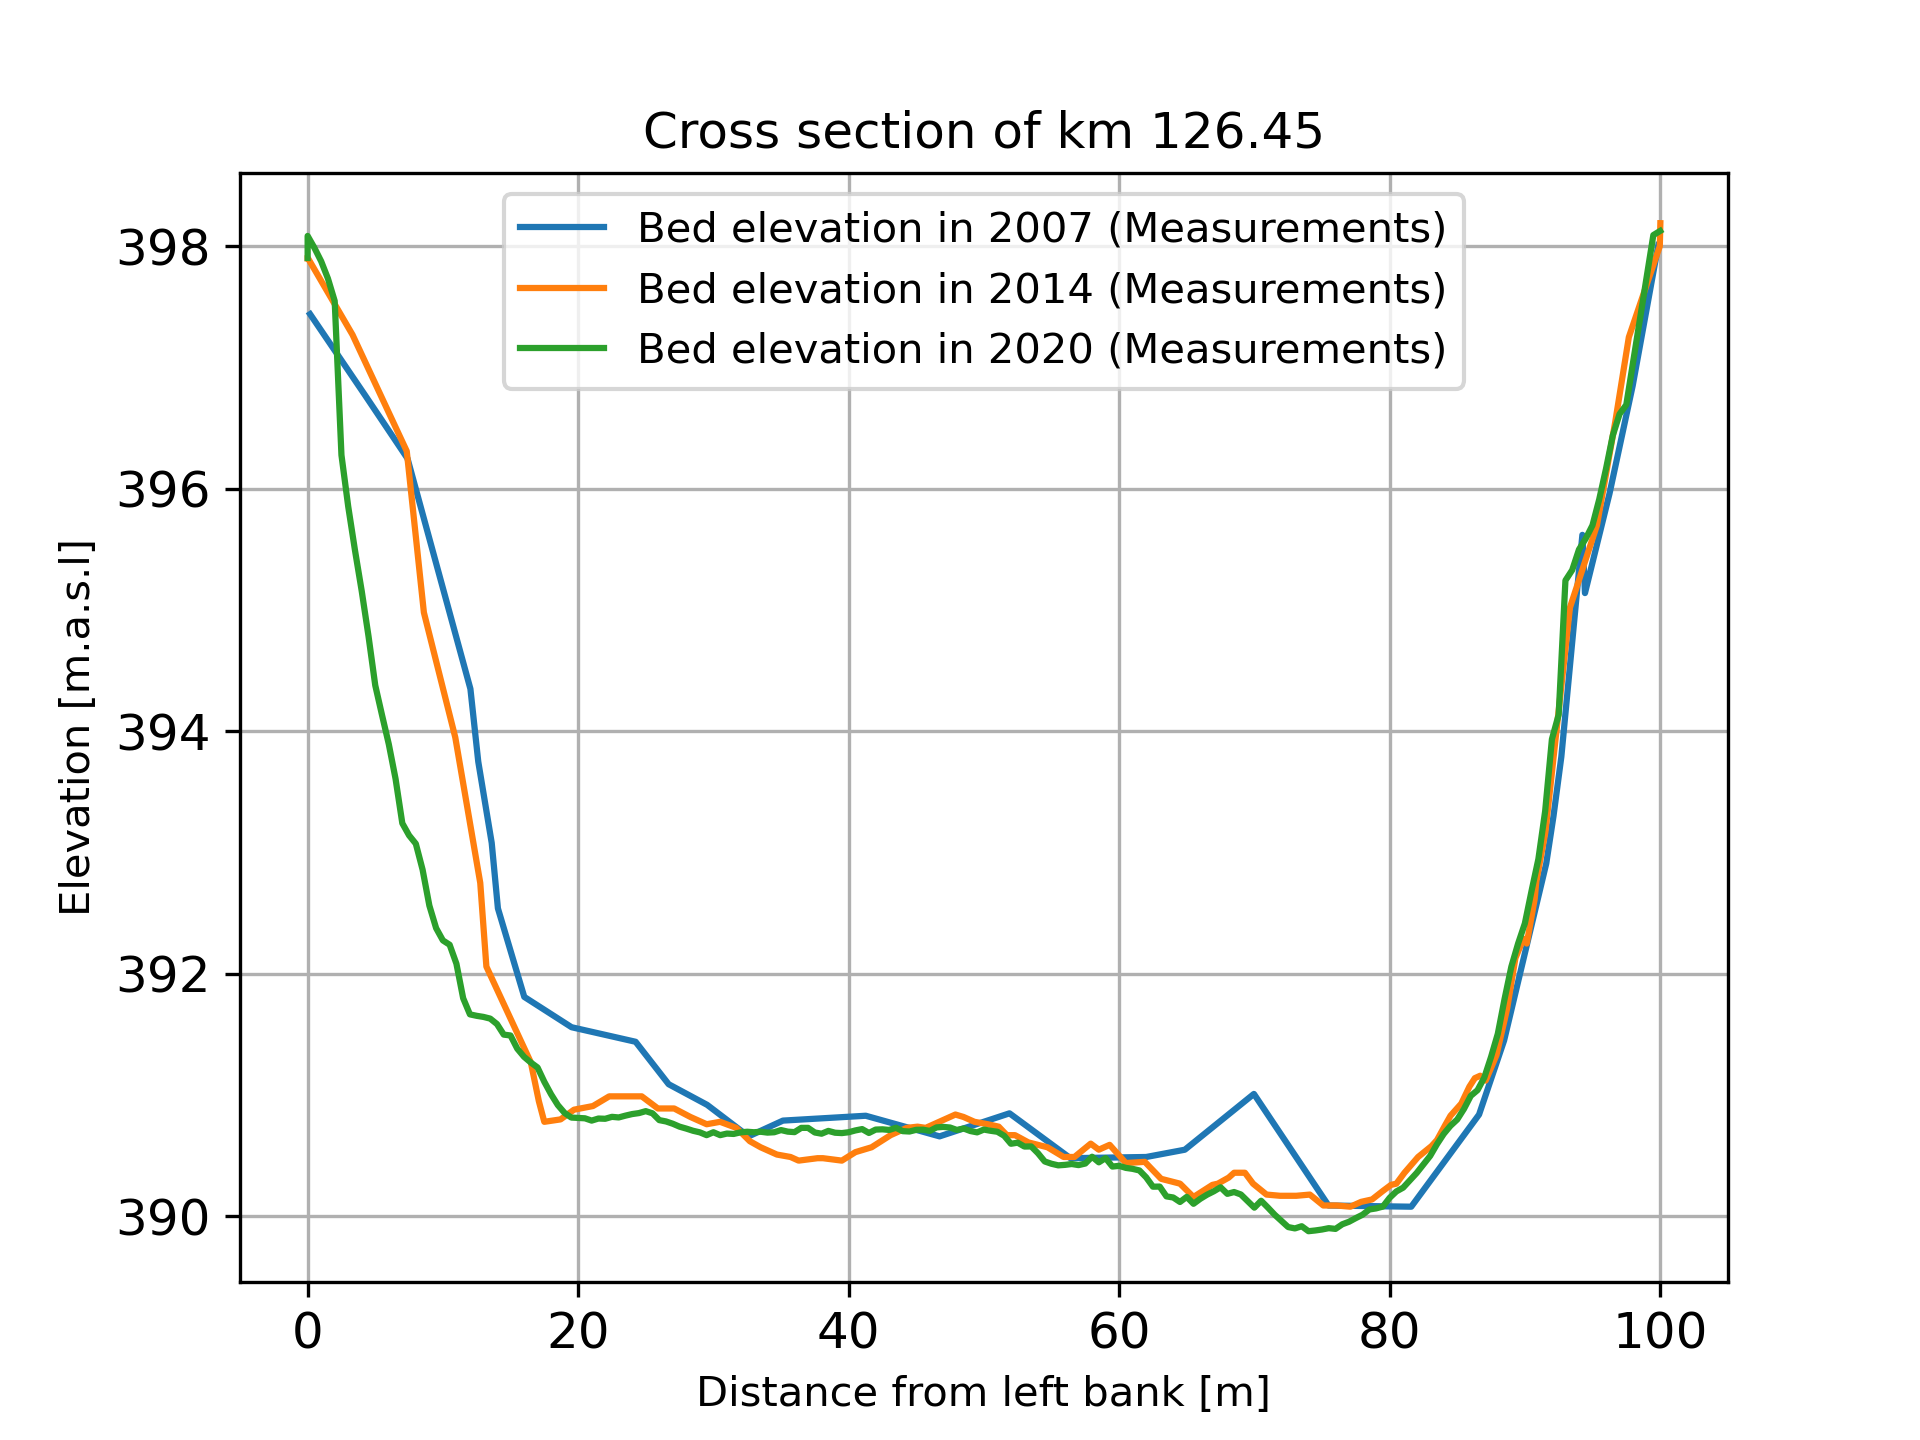 Cross section of km 126.45
Bed elevation in 2007 (Measurements)
Bed elevation in 2014 (Measurements)
Bed elevation in 2020 (Measurements)
398
396
394
392
390
Elevation [m.a.s.l]
0 20 40 60 80 100
Distance from left bank [m]